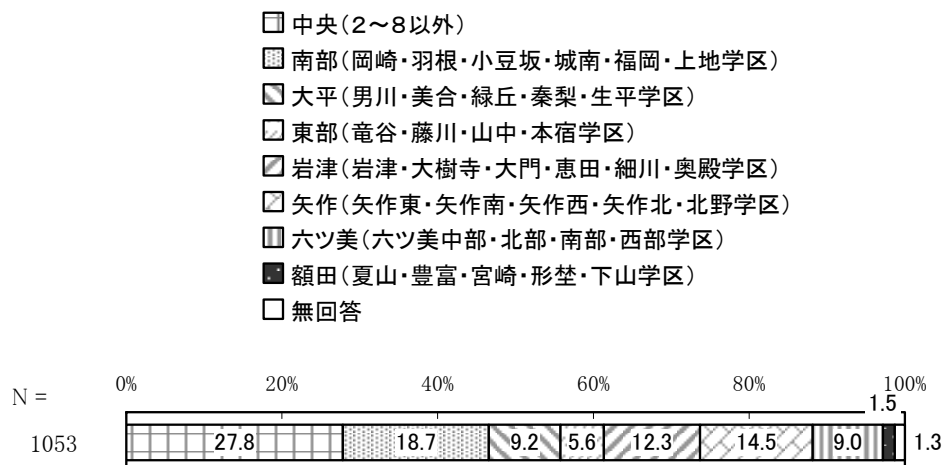 中央(2～8以外)
南部(岡崎・羽根・小豆坂・城南・福岡・上地学区)
大平(男川・美合・緑丘・秦梨・生平学区)
東部(竜谷・藤川・山中・本宿学区)
岩津(岩津・大樹寺・大門・恵田・細川・奥殿学区)
矢作(矢作東・矢作南・矢作西・矢作北・北野学区)
六ツ美(六ツ美中部・北部・南部・西部学区)
額田(夏山・豊富・宮崎・形埜・下山学区)
無回答
N = 0% 20% 40% 60% 80% 100%
1.5
1053 27.8 18.7 9.2 5.6 12.3 14.5 9.0 1.3